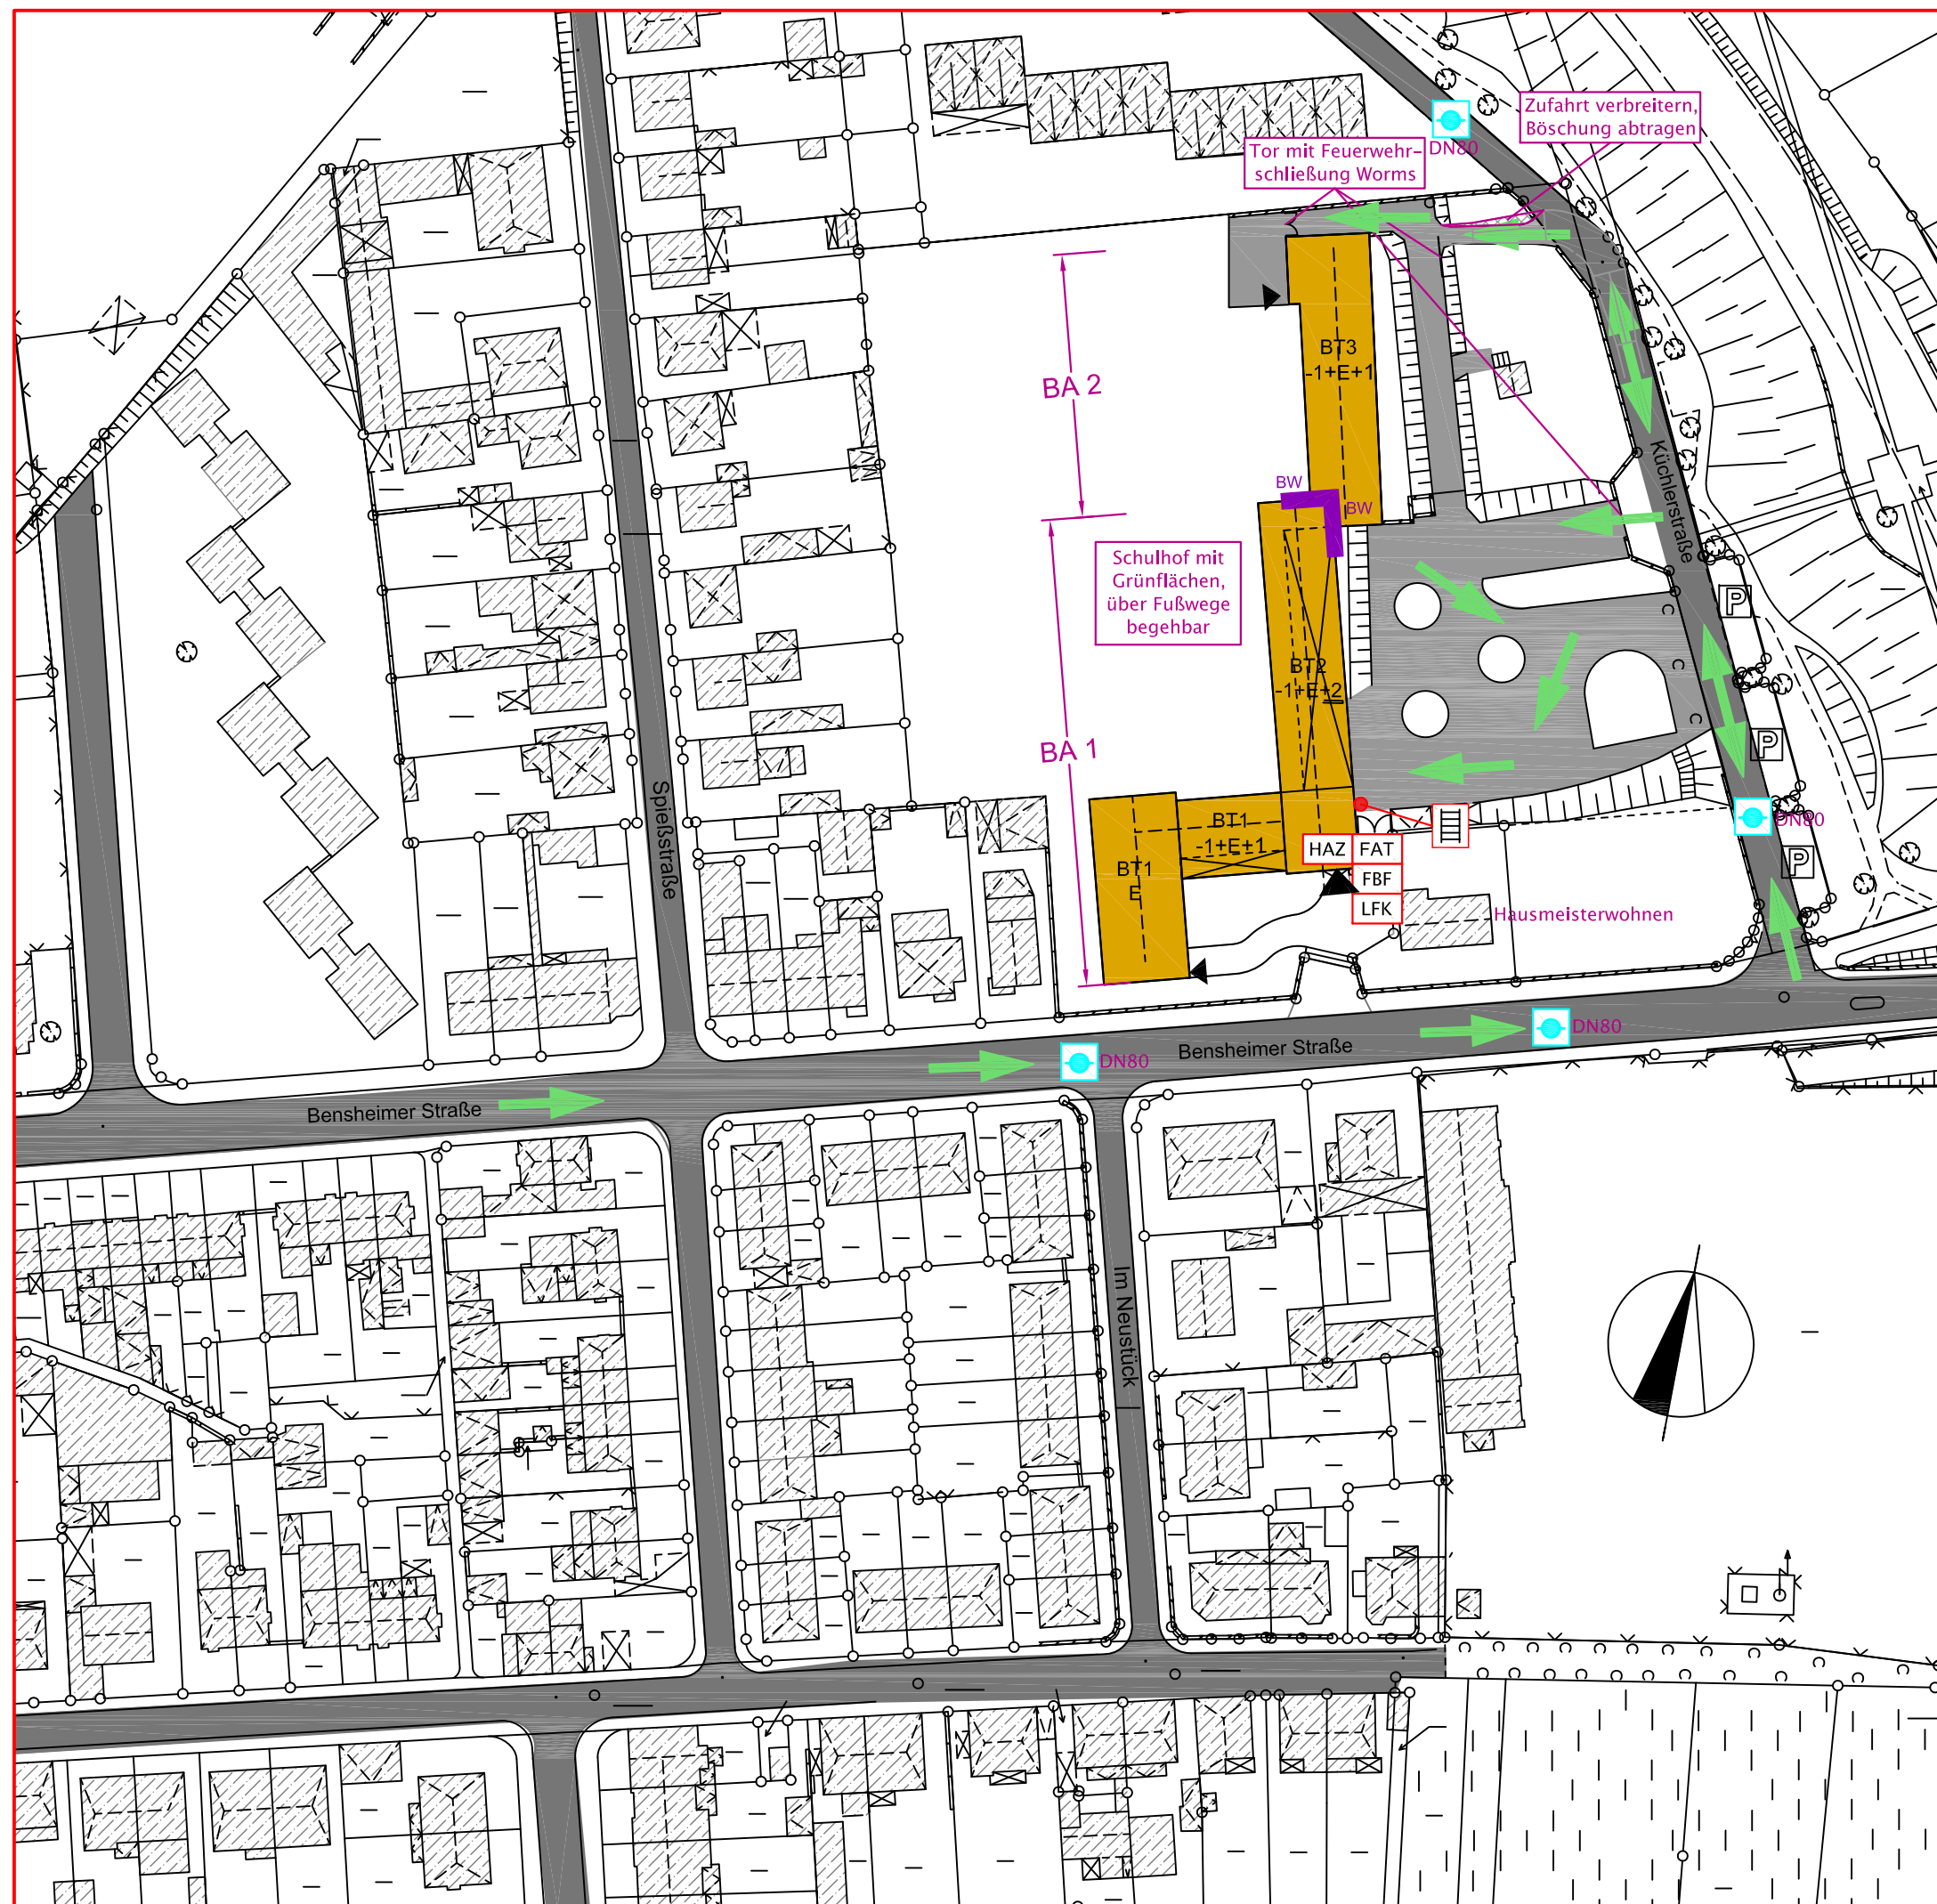 Zufahrt verbreitern,
Böschung abtragen
DN80
Tor mit Feuerwehr-
schließung Worms
BT3
-1+E+1
BA 2
Küchlerstraße
BW
BW
Schulhof mit
Grünflächen,
über Fußwege
begehbar
P
BT2
-1+E+2
P
BA 1
Spießstraße
DN80
BT1
-1+E+1
HAZ
FAT
P
BT1
E
FBF
LFK
Hausmeisterwohnen
DN80
Bensheimer Straße
DN80
Bensheimer Straße
Im Neustück